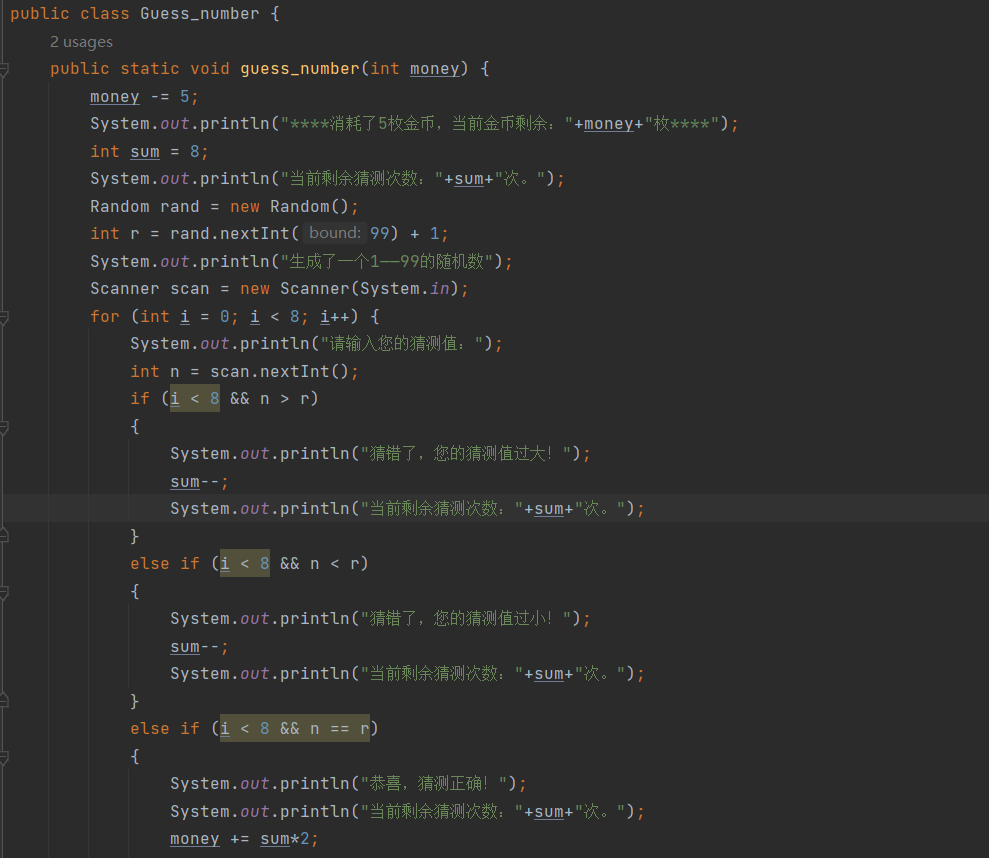 public class Guess_number {
2 usages
public static void guess_number(int money) {
money -= 5;
System.out.println("****消耗了5枚金币，当前金币剩余："+money+"枚****");
int sum = 8;
System.out.println("当前剩余猜测次数："+sum+"次。");
Random rand = new Random();
int r = rand.nextInt( bound: 99) + 1;
System.out.println("生成了一个1——99的随机数");
Scanner scan = new Scanner(System.in);
for (int i = 0; i < 8; i++) {
System.out.println("请输入您的猜测值：");
int n = scan.nextInt();
if (i < 8 && n > r)
{
System.out.println("猜错了，您的猜测值过大！");
sum--;
System.out.println("当前剩余猜测次数："+sum+"次。");
}
else if (i < 8 && n < r)
{
System.out.println("猜错了，您的猜测值过小！");
sum--;
System.out.println("当前剩余猜测次数："+sum+"次。");
}
else if (i < 8 && n == r)
{
System.out.println("恭喜，猜测正确！");
System.out.println("当前剩余猜测次数："+sum+"次。");
money += sum*2;